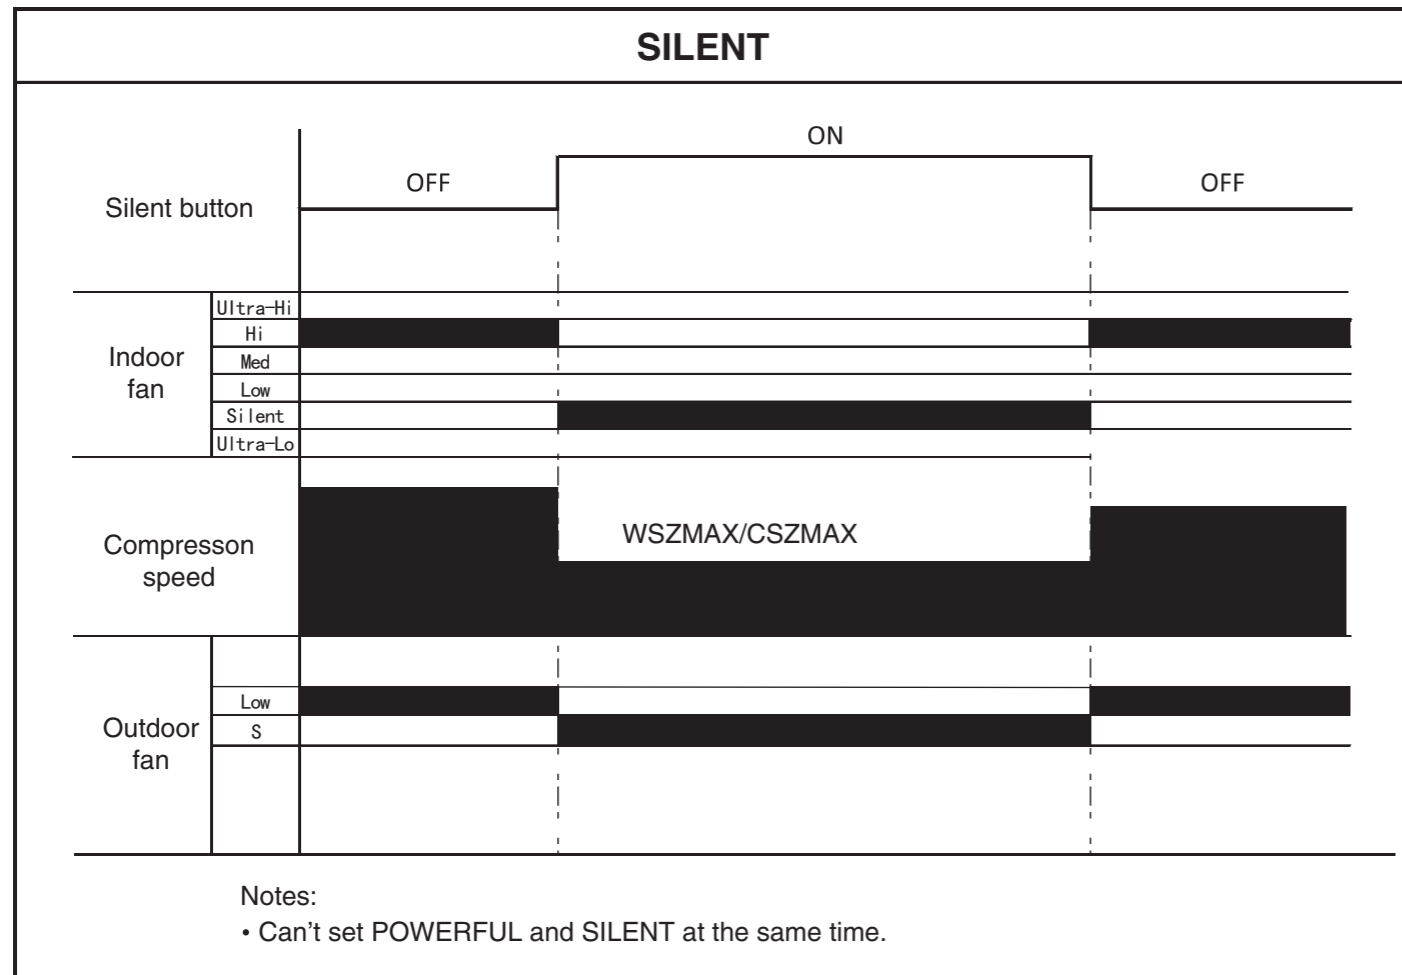 SILENT
ON
OFF
OFF
Silent button
Ultra-Hi
Hi
Indoor
fan
Med
Low
Silent
Ultra-Lo
WSZMAX/CSZMAX
Compresson
speed
Low
Outdoor
fan
S
Notes:
• Can’t set POWERFUL and SILENT at the same time.